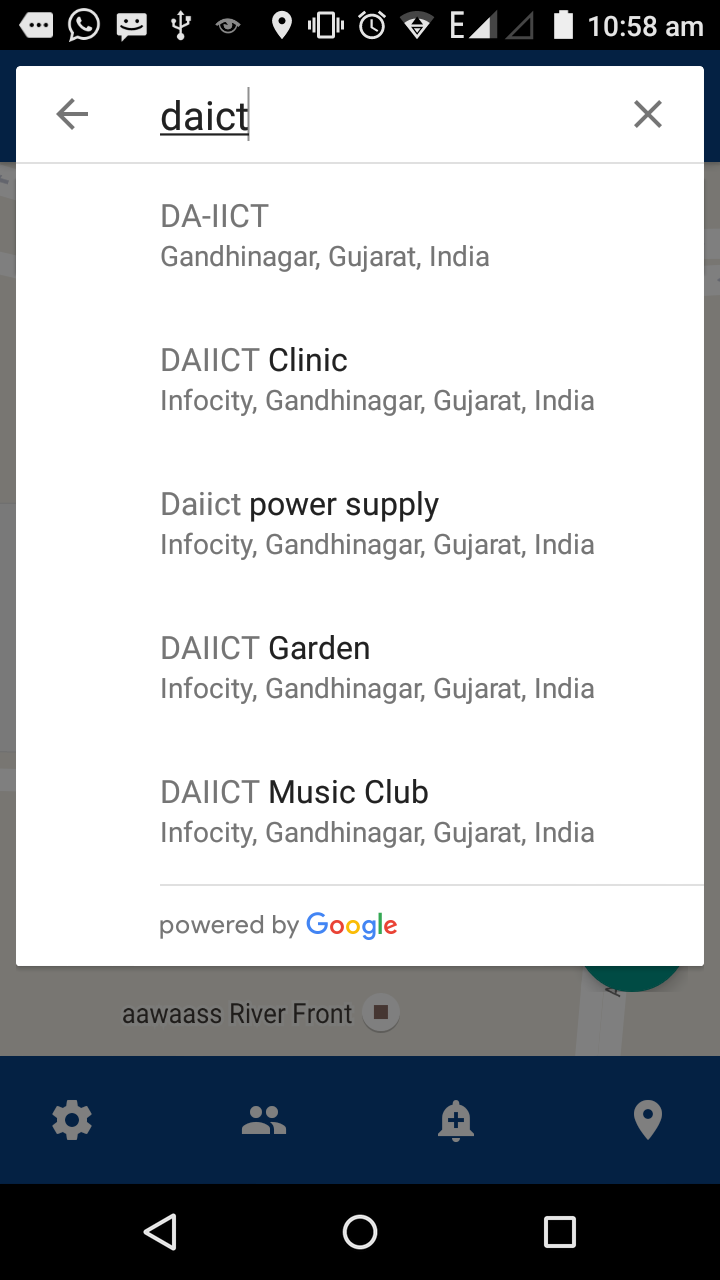 E 10:58 am
daict
DA-IICT
Gandhinagar, Gujarat, India
DAIICT Clinic
Infocity, Gandhinagar, Gujarat, India
Daiict power supply
Infocity, Gandhinagar, Gujarat, India
DAIICT Garden
Infocity, Gandhinagar, Gujarat, India
DAIICT Music Club
Infocity, Gandhinagar, Gujarat, India
powered by Google
aawaass River Front